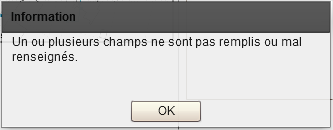 Information
Un ou plusieurs champs ne sont pas remplis ou mal
renseignés.
OK